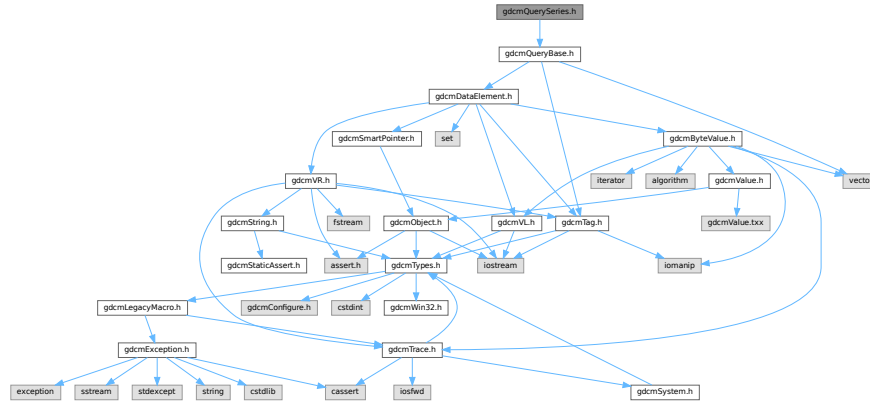 gdcmQuerySeries.h
gdcmQueryBase.h
gdcmDataElement.h
gdcmSmartPointer.h
set
gdcmByteValue.h
gdcmVR.h
iterator
algorithm
gdcmValue.h
vecto
gdcmString.h
fstream
gdcmObject.h
gdcmVL.h
gdcmTag.h
gdcmValue.txx
gdcmStaticAssert.h
assert.h
gdcmTypes.h
iostream
iomanip
gdcmLegacyMacro.h
gdcmConfigure.h
cstdint
gdcmWin32.h
gdcmException.h
gdcmTrace.h
exception
sstream
stdexcept
string
cstdlib
cassert
iosfwd
gdcmSystem.h